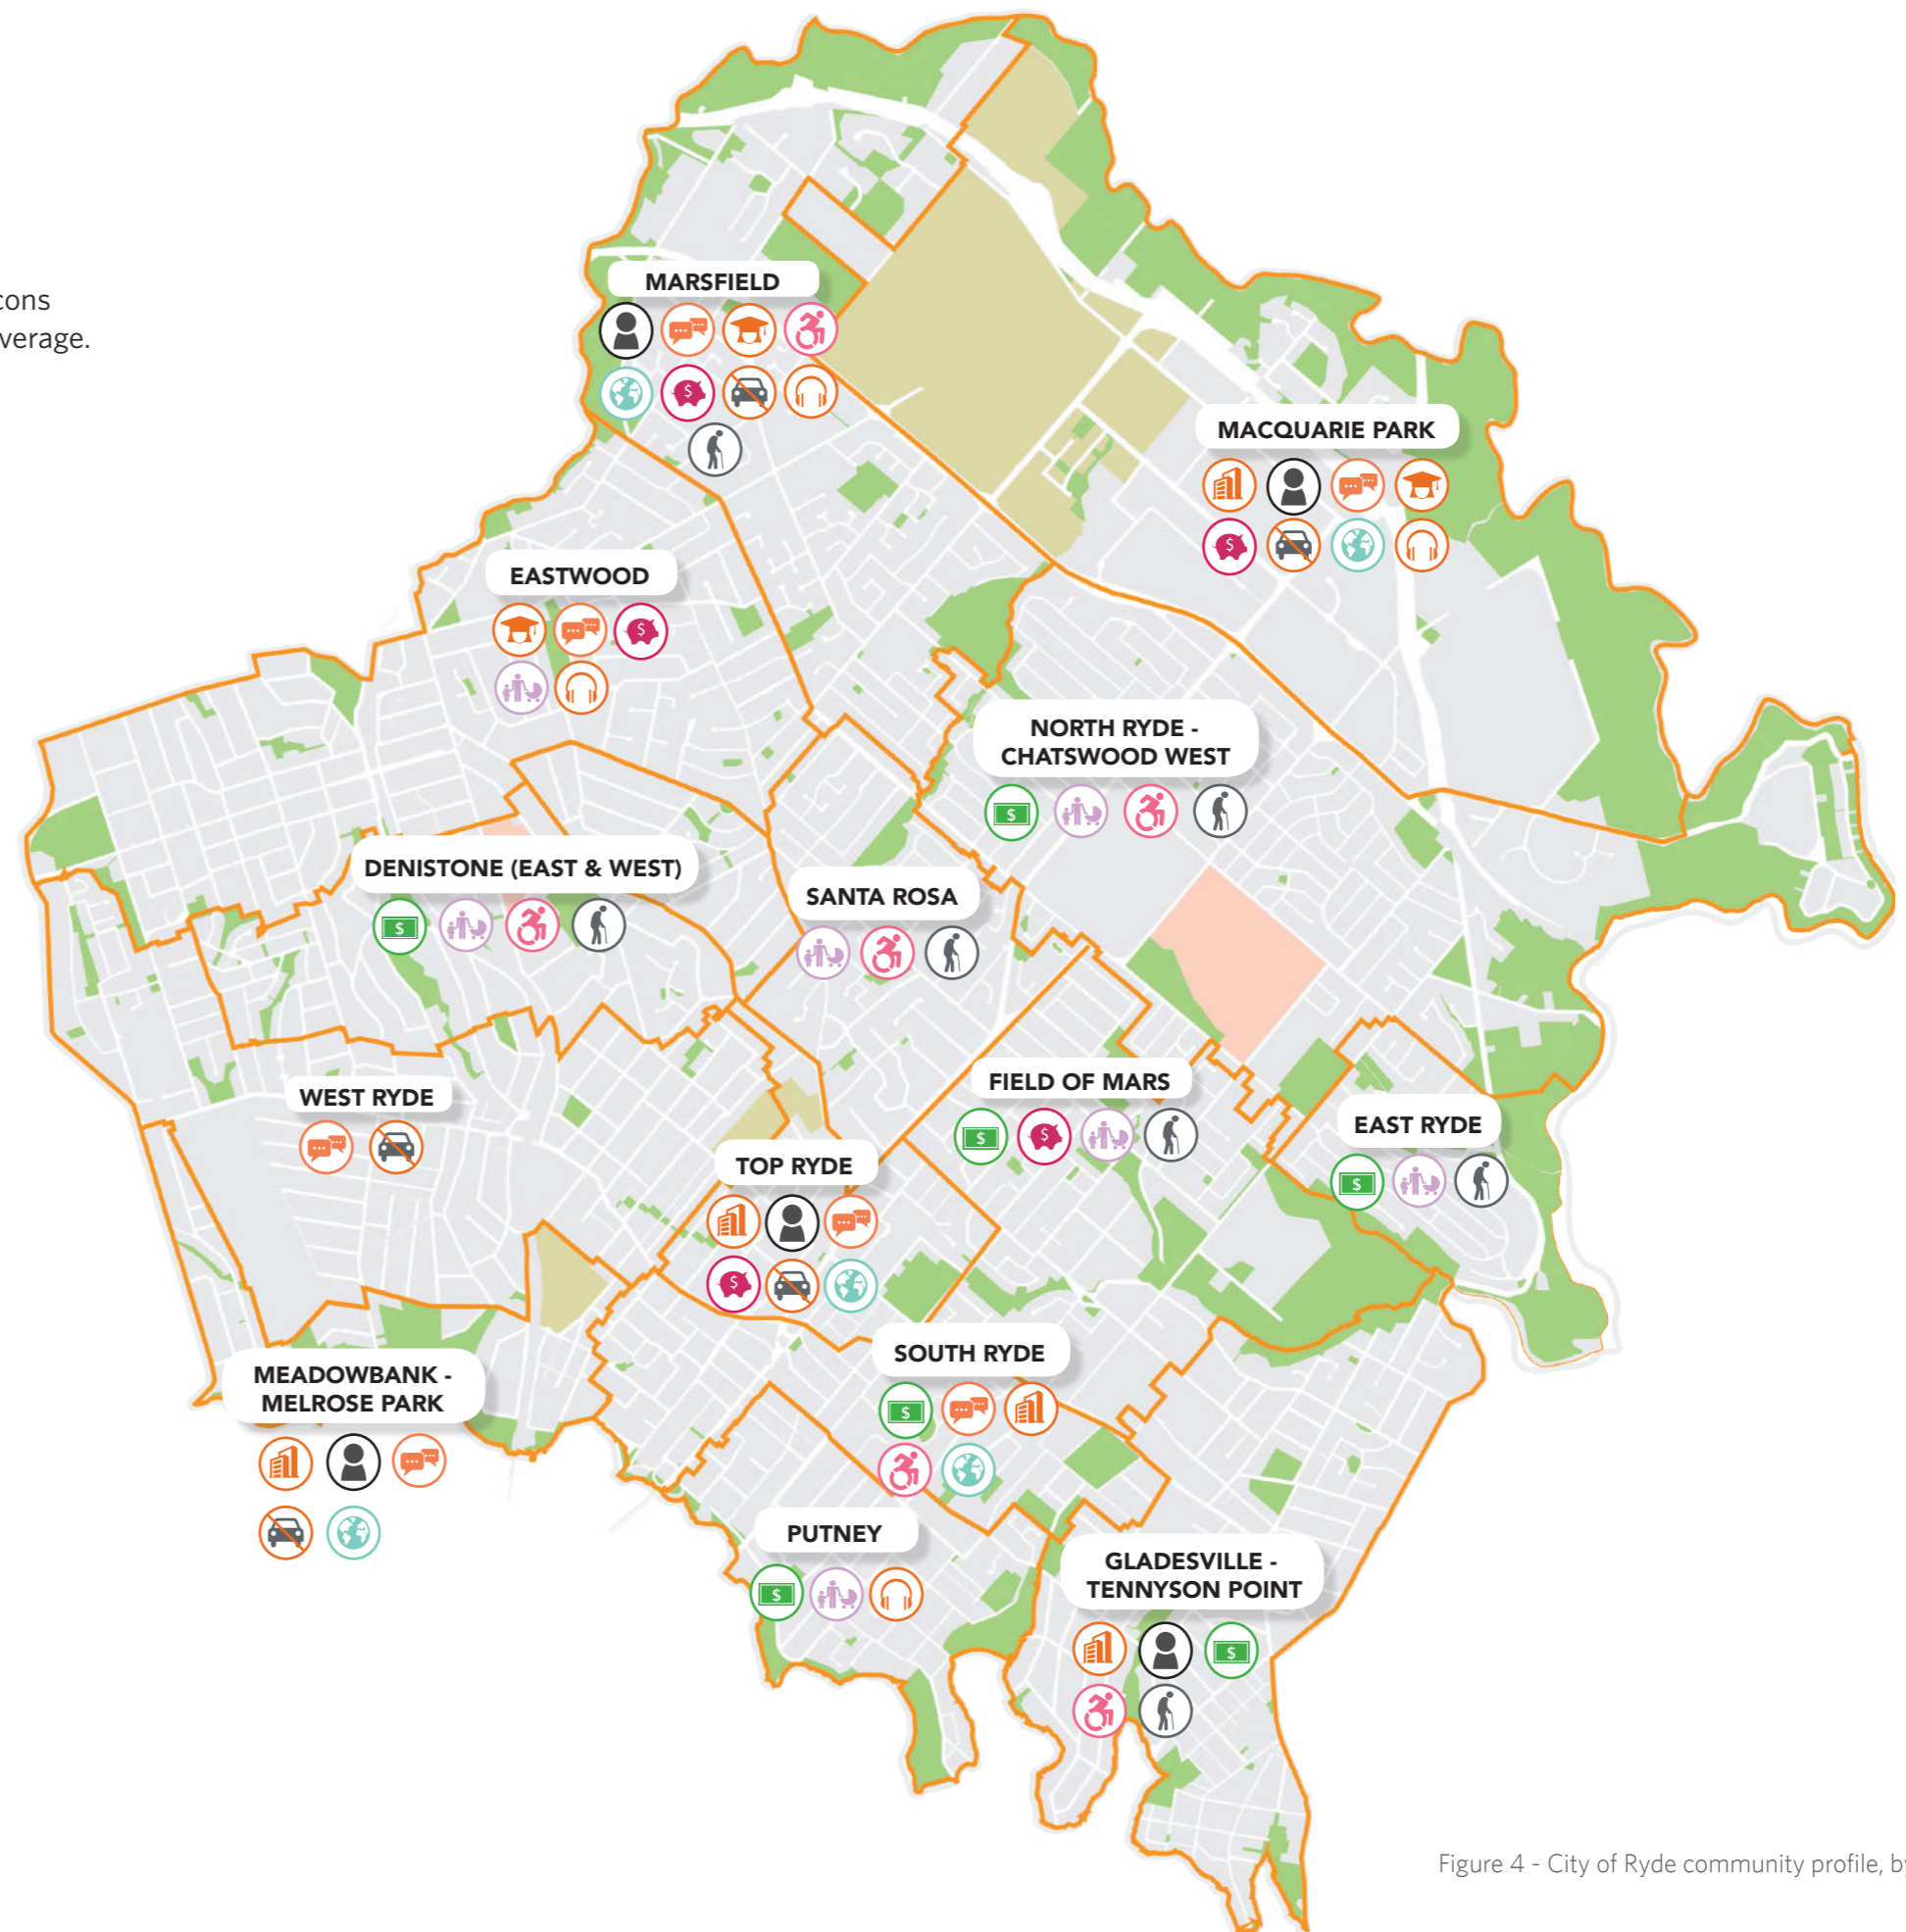 verage.
MARSFIELD
MACQUARIE PARK
EASTWOOD
NORTH RYDE -
CHATSWOOD WEST
DENISTONE (EAST & WEST)
SANTA ROSA
WEST RYDE
FIELD OF MARS
EAST RYDE
TOP RYDE
SOUTH RYDE
MEADOWBANK -
MELROSE PARK
PUTNEY
GLADESVILLE -
TENNYSON POINT
Figure 4 - City of Ryde community profile, b